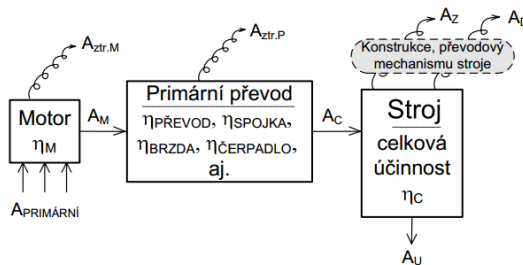 Aztr.M
Aztr.P
AZ
AD
Konstrukce, převodový
mechanismu stroje
Motor
ηM
AM
Primární převod
ηPŘEVOD, ηSPOJKA,
ηBRZDA, ηČERPADLO,
aj.
AC
Stroj
celková
účinnost
ηC
APRIMÁRNÍ
AU